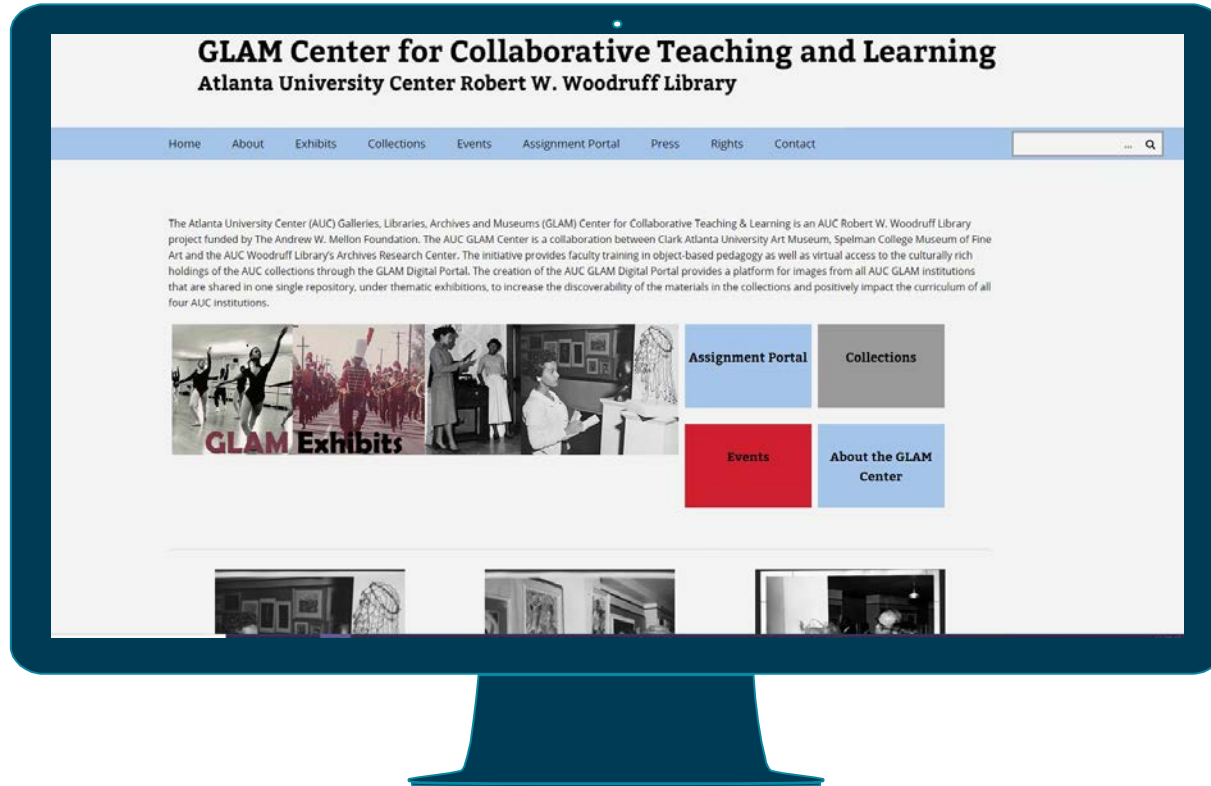 GLAM Center for Collaborative Teaching and Learning
Atlanta University Center Robert W. Woodruff Library
Home About Exhibits Collections Events Assignment Portal Press Rights Contact ...
The Atlanta University Center (AUC) Galleries, Libraries, Archives and Museums (GLAM) Center for Collaborative Teaching & Learning is an AUC Robert W. Woodruff Library
project funded by The Andrew W. Mellon Foundation. The AUC GLAM Center is a collaboration between Clark Atlanta University Art Museum, Spelman College Museum of Fine
Art and the AUC Woodruff Library's Archives Research Center. The initiative provides faculty training in object-based pedagogy as well as virtual access to the culturally rich
holdings of the AUC collections through the GLAM Digital Portal. The creation of the AUC GLAM Digital Portal provides a platform for images from all AUC GLAM institutions
that are shared in one single repository, under thematic exhibitions, to increase the discoverability of the materials in the collections and positively impact the curriculum of all
four AUC institutions.
GLAM Exhibits
Assignment Portal
Collections
Events
About the GLAM
Center